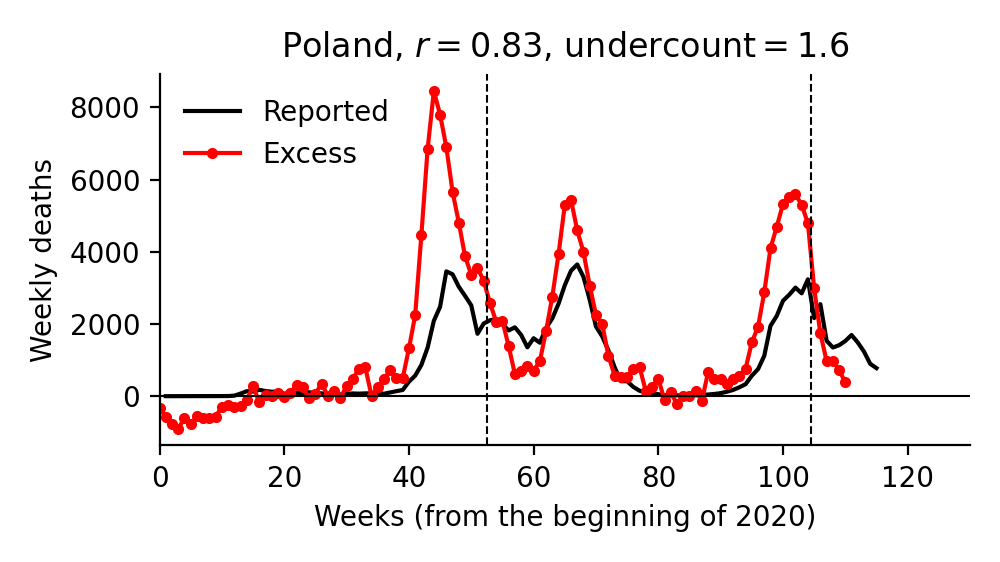 Poland, r = 0.83, undercount = 1.6
Weekly deaths
8000
6000
4000
2000
0
Reported
Excess
0 20 40 60 80 100 120
Weeks (from the beginning of 2020)